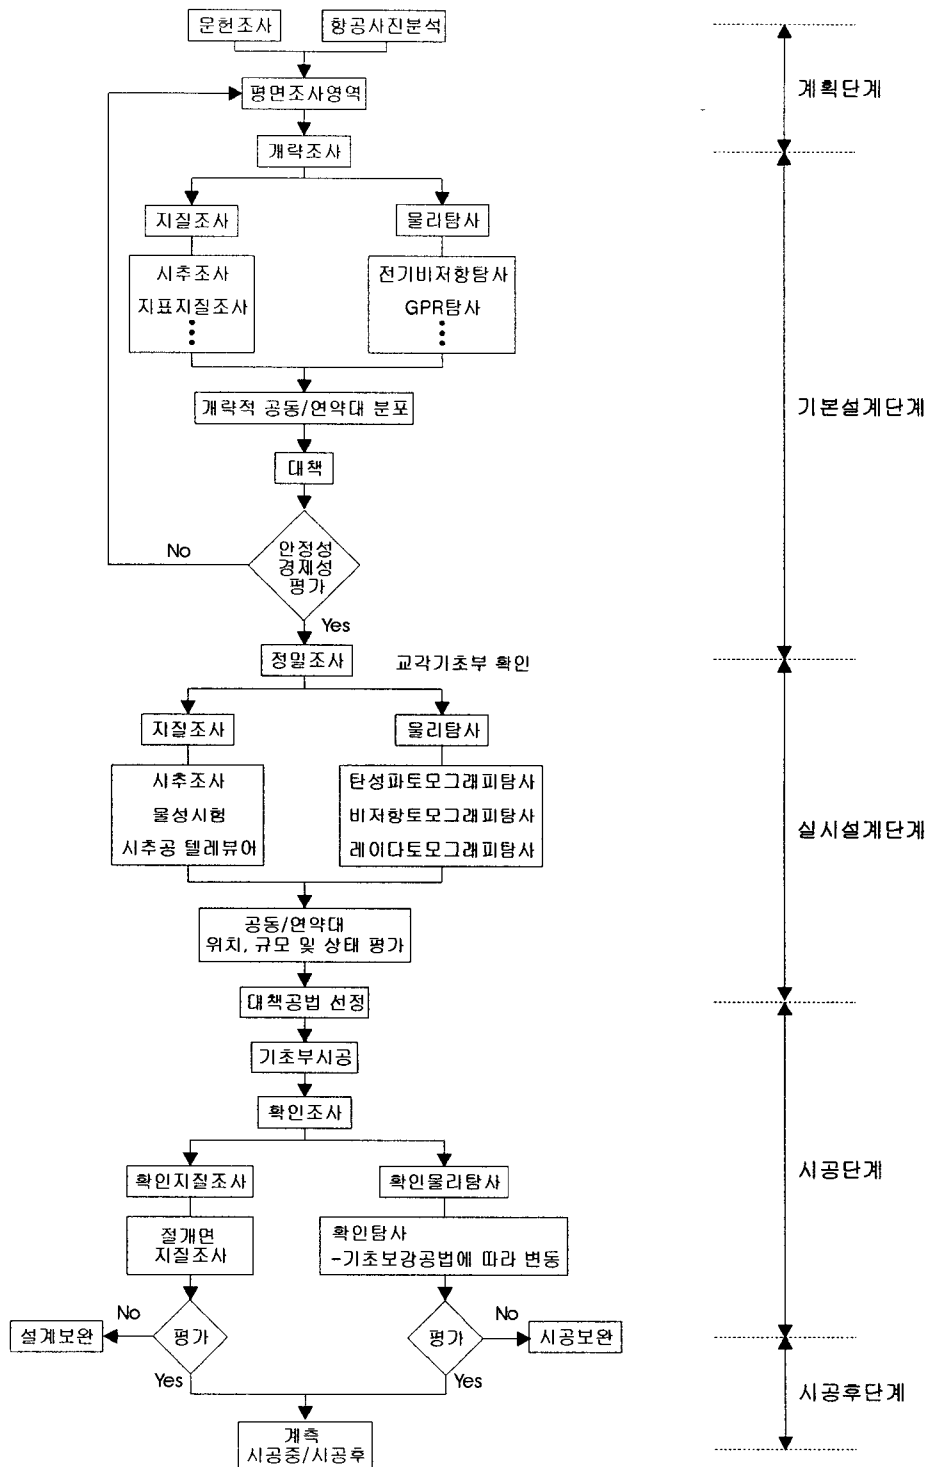 문헌조사
항공사진분석
평면조사영역
계획단계
개략조사
지질조사
물리탐사
시추조사
지표지질조사
전기비저항탐사
GPR탐사
개략적 공동/연약대 분포
기본설계단계
대책
안정성
경제성
평가
No
Yes
정밀조사
교각기초부 확인
지질조사
물리탐사
시추조사
물성시험
시추공 텔레뷰어
탄성파토모그래피탐사
비저항토모그래피탐사
레이다토모그래피탐사
실시설계단계
공동/연약대
위치, 규모 및 상태 평가
대책공법 선정
기초부시공
확인조사
확인지질조사
확인물리탐사
시공단계
절개면
지질조사
확인탐사
-기초보강공법에 따라 변동
설계보완
No
평가
평가
No
시공보완
Yes
Yes
시공후단계
계측
시공중/시공후